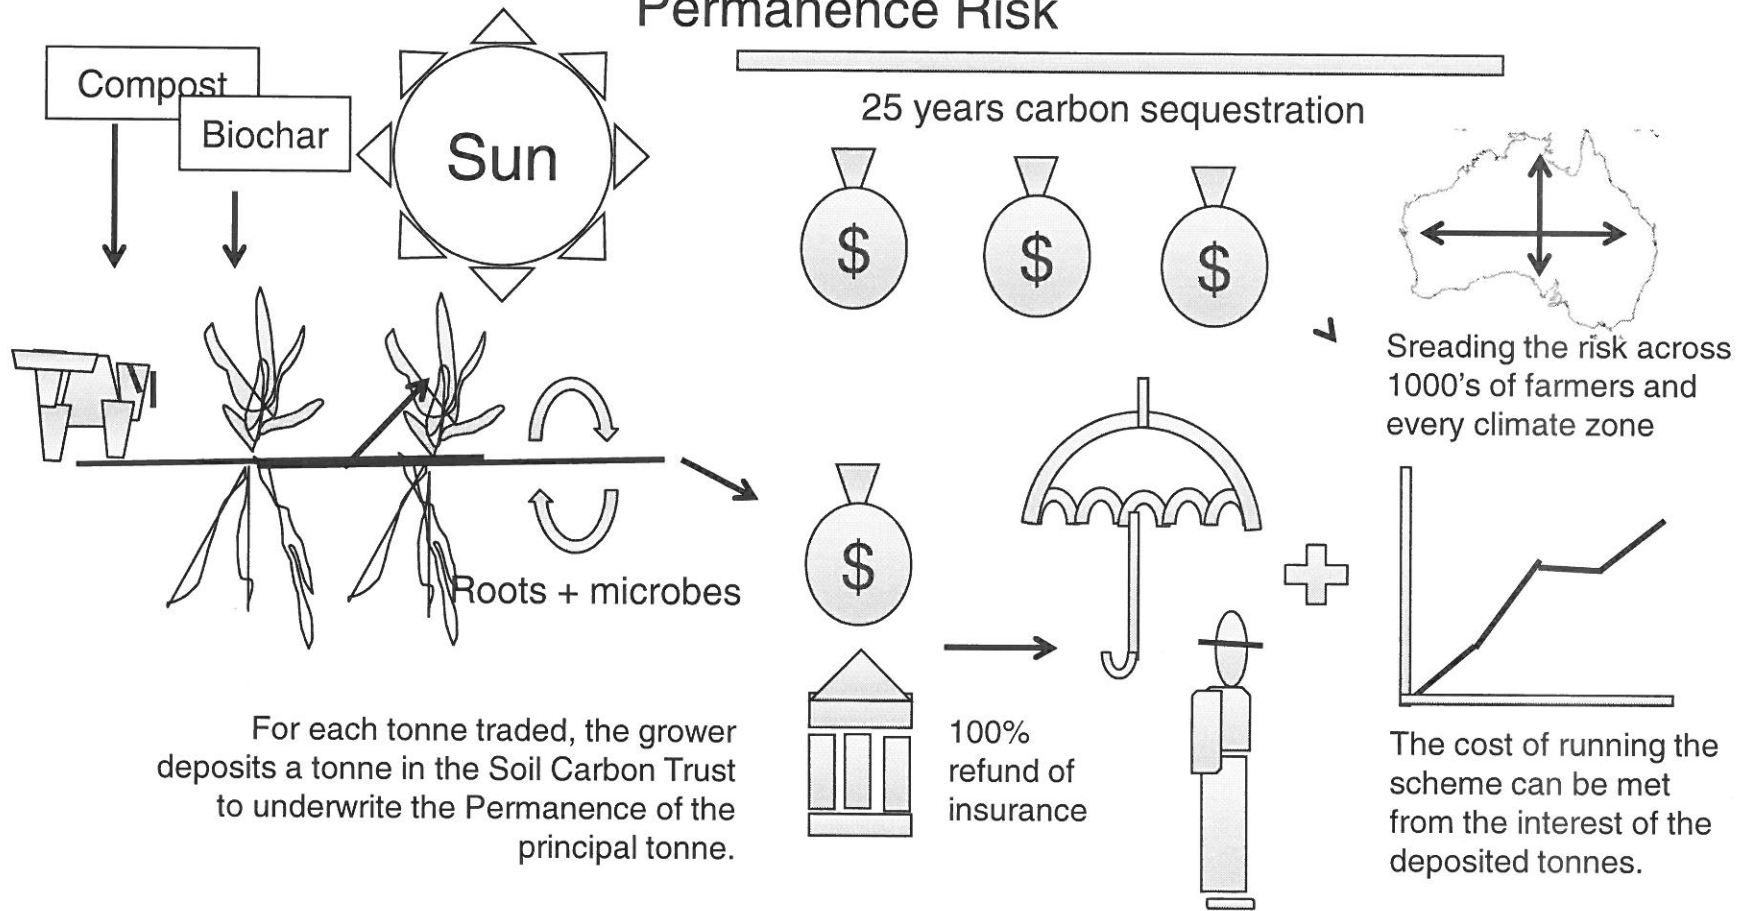 Permanence Risk
Compost
Biochar
Sun
25 years carbon sequestration
$
$
$
Sreading the risk across
1000's of farmers and
every climate zone
Roots + microbes
$
For each tonne traded, the grower
deposits a tonne in the Soil Carbon Trust
to underwrite the Permanence of the
principal tonne.
100%
refund of
insurance
The cost of running the
scheme can be met
from the interest of the
deposited tonnes.